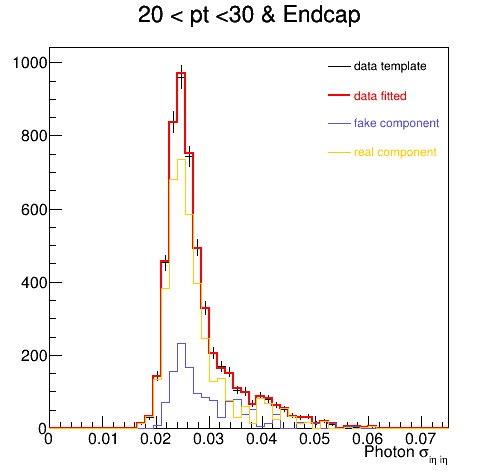 20 < pt <30 & Endcap
data template
data fitted
fake component
real component
1000
800
600
400
200
0
0 0.01 0.02 0.03 0.04 0.05 0.06 0.07
Photon σiη iη